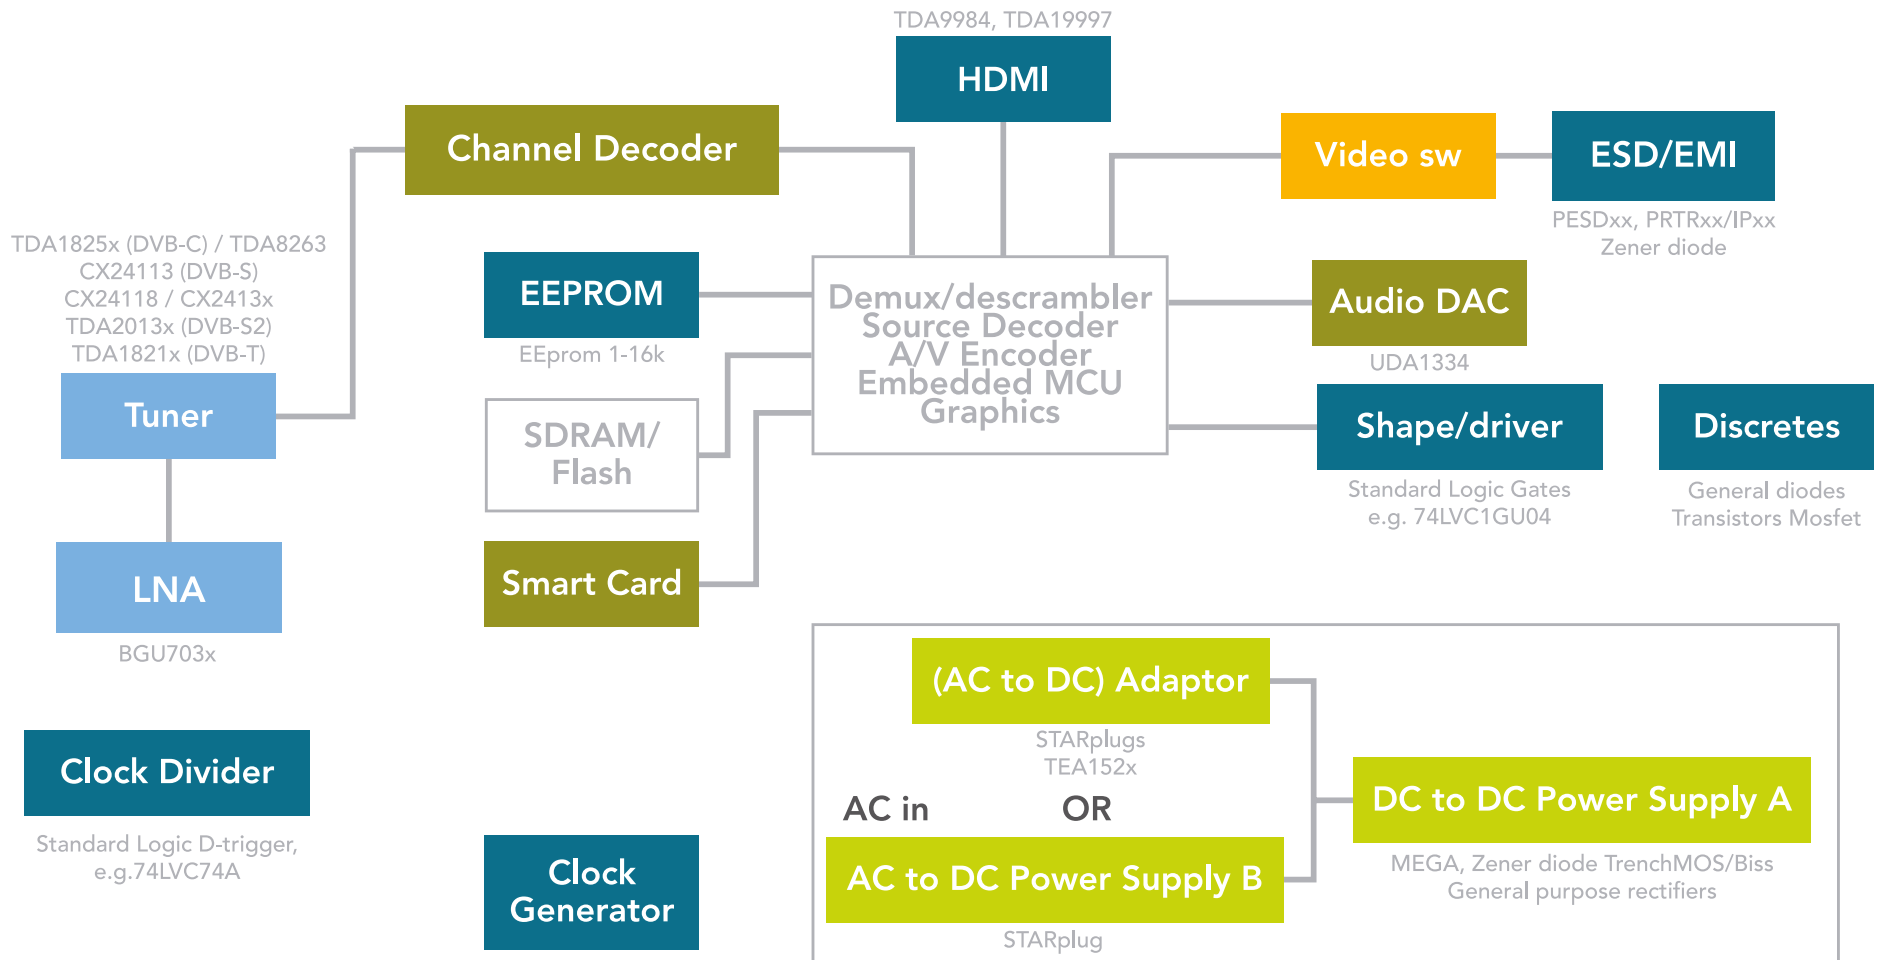 TDA9984, TDA19997
HDMI
Channel Decoder
Video sw
ESD/EMI
PESDxx, PRTRxx/IPxx
Zener diode
TDA1825x (DVB-C) / TDA8263
CX24113 (DVB-S)
CX24118 / CX2413x
TDA2013x (DVB-S2)
TDA1821x (DVB-T)
Tuner
LNA
BGU703x
EEPROM
EEprom 1-16k
SDRAM/
Flash
Smart Card
Demux/descrambler
Source Decoder
A/V Encoder
Embedded MCU
Graphics
Audio DAC
UDA1334
Shape/driver
Standard Logic Gates
e.g. 74LVC1GU04
Discretes
General diodes
Transistors Mosfet
Clock Divider
Standard Logic D-trigger,
e.g.74LVC74A
Clock
Generator
(AC to DC) Adaptor
STARplugs
TEA152x
AC in
OR
AC to DC Power Supply B
STARplug
DC to DC Power Supply A
MEGA, Zener diode TrenchMOS/Biss
General purpose rectifiers